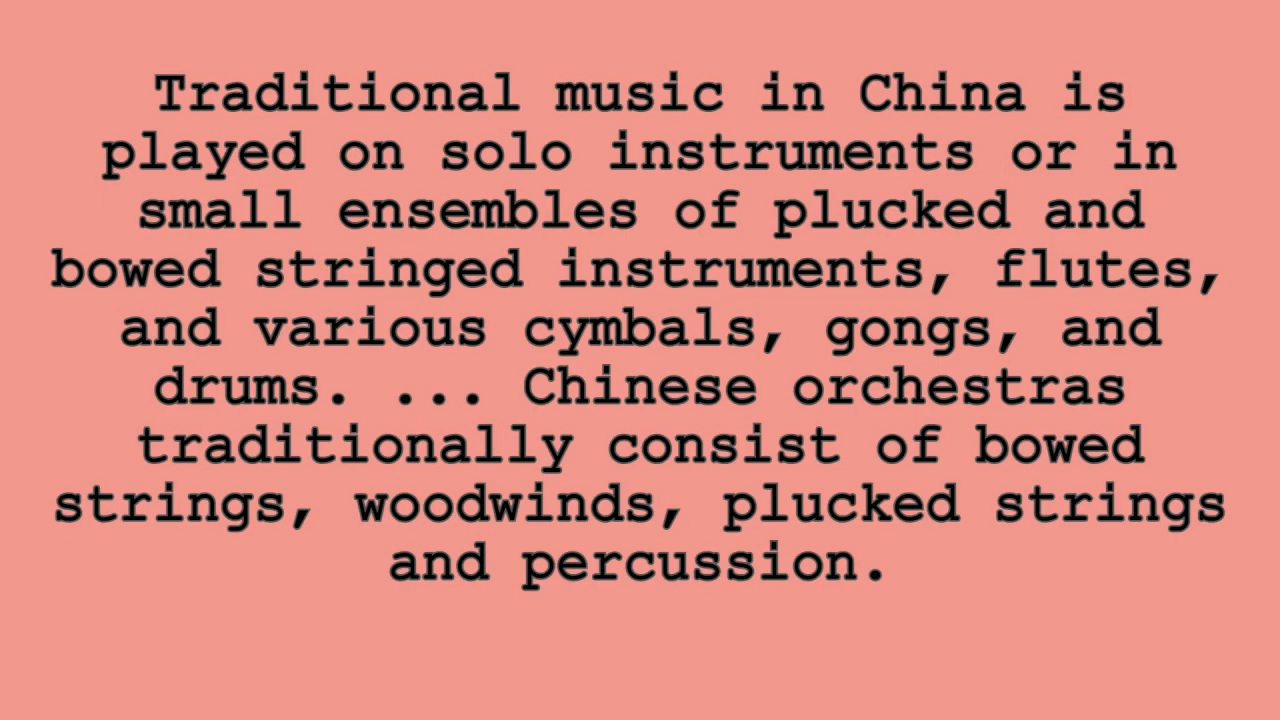 Traditional music in China is
played on solo instruments or in
small ensembles of plucked and
bowed stringed instruments, flutes,
and various cymbals, gongs, and
drums. ... Chinese orchestras
traditionally consist of bowed
strings, woodwinds, plucked strings
and percussion.